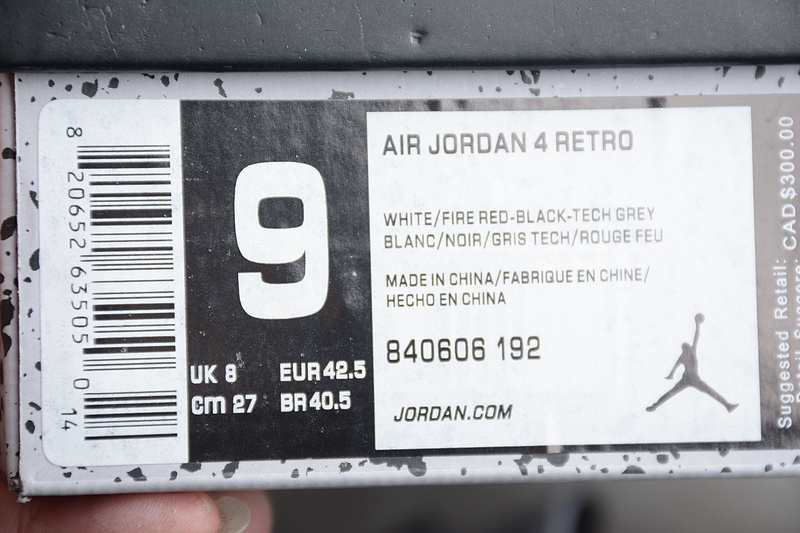 8
20652 63505
0
14
9
UK 8 EUR 42.5
cm 27 BR 40.5
AIR JORDAN 4 RETRO
WHITE/FIRE RED-BLACK-TECH GREY
BLANC/NOIR/GRIS TECH/ROUGE FEU
MADE IN CHINA/FABRIQUE EN CHINE/
HECHO EN CHINA
840606 192
JORDAN.COM
Suggested Retail: CAD $300.00